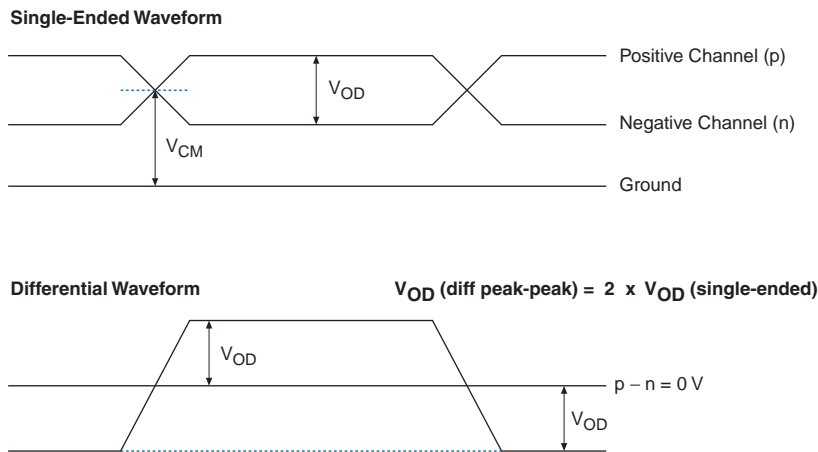 Single-Ended Waveform
Positive Channel (p)
VOD
Negative Channel (n)
VCM
Ground
Differential Waveform
VOD (diff peak-peak) = 2 x VOD (single-ended)
VOD
p – n = 0 V
VOD